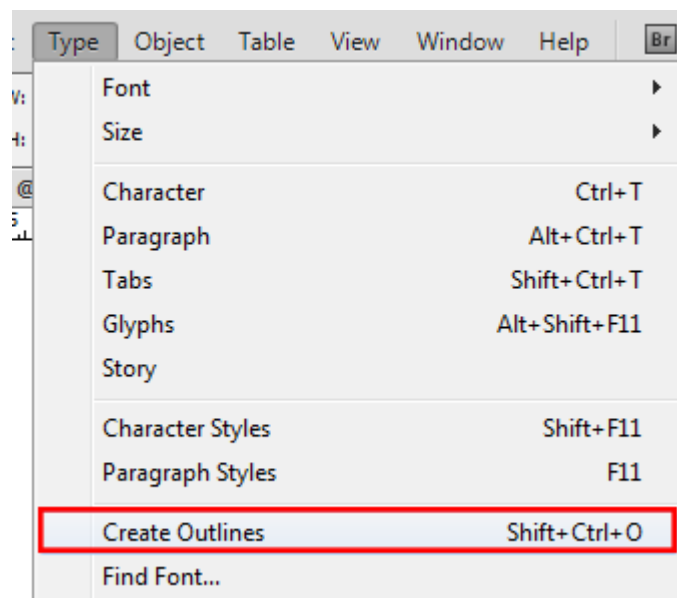 : Type Object Table View Window Help Br
W:
Font
Size
H:
Character Ctrl+T
@
Paragraph Alt+Ctrl+T
5
Tabs Shift+Ctrl+T
Glyphs Alt+Shift+F11
Story
Character Styles Shift+F11
Paragraph Styles F11
Create Outlines Shift+Ctrl+O
Find Font...